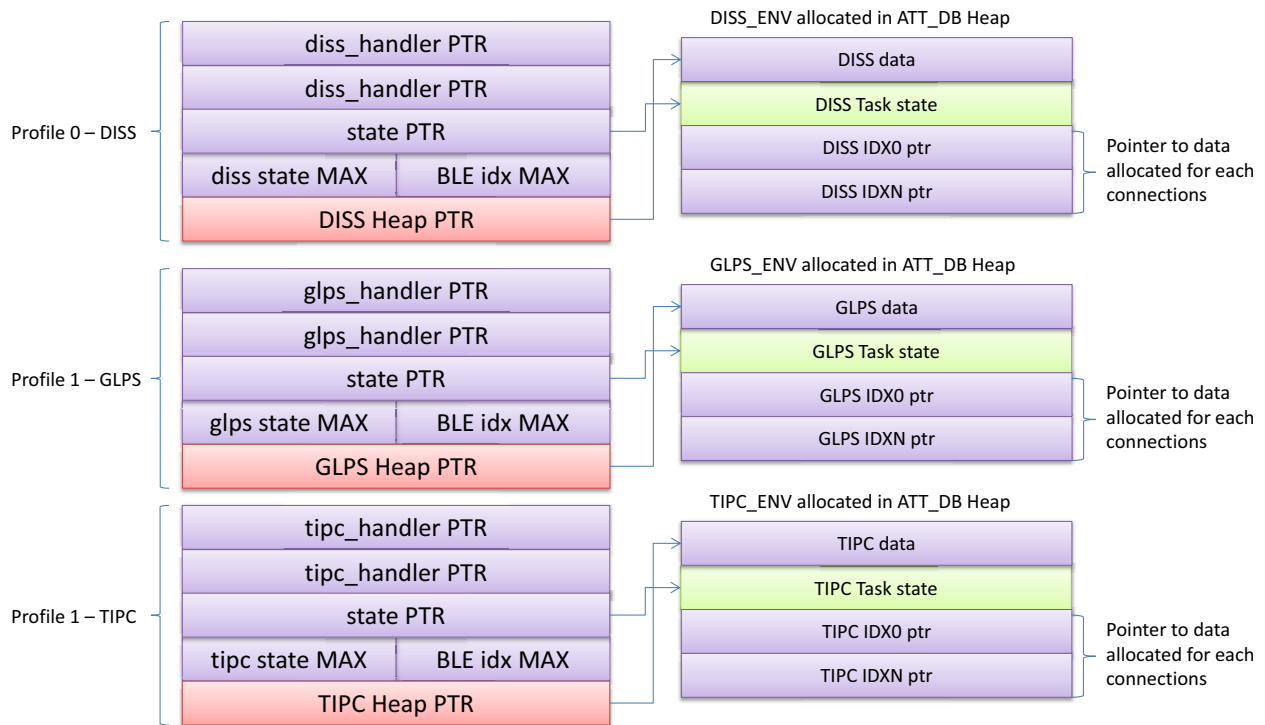 DISS_ENV allocated in ATT_DB Heap
diss_handler PTR
diss_handler PTR
Profile 0 – DISS
state PTR
diss state MAX
BLE idx MAX
DISS Heap PTR
DISS data
DISS Task state
DISS IDX0 ptr
DISS IDXN ptr
Pointer to data
allocated for each
connections
GLPS_ENV allocated in ATT_DB Heap
glps_handler PTR
glps_handler PTR
Profile 1 – GLPS
state PTR
glps state MAX
BLE idx MAX
GLPS Heap PTR
GLPS data
GLPS Task state
GLPS IDX0 ptr
GLPS IDXN ptr
Pointer to data
allocated for each
connections
TIPC_ENV allocated in ATT_DB Heap
tipc_handler PTR
tipc_handler PTR
Profile 1 – TIPC
state PTR
tipc state MAX
BLE idx MAX
TIPC Heap PTR
TIPC data
TIPC Task state
TIPC IDX0 ptr
TIPC IDXN ptr
Pointer to data
allocated for each
connections